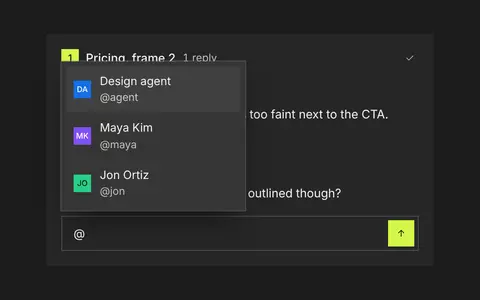 1 Pricing, frame 2 1 reply
DA Design agent
@agent
too faint next to the CTA.
MK Maya Kim
@maya
JO Jon Ortiz
@jon
outlined though?
@